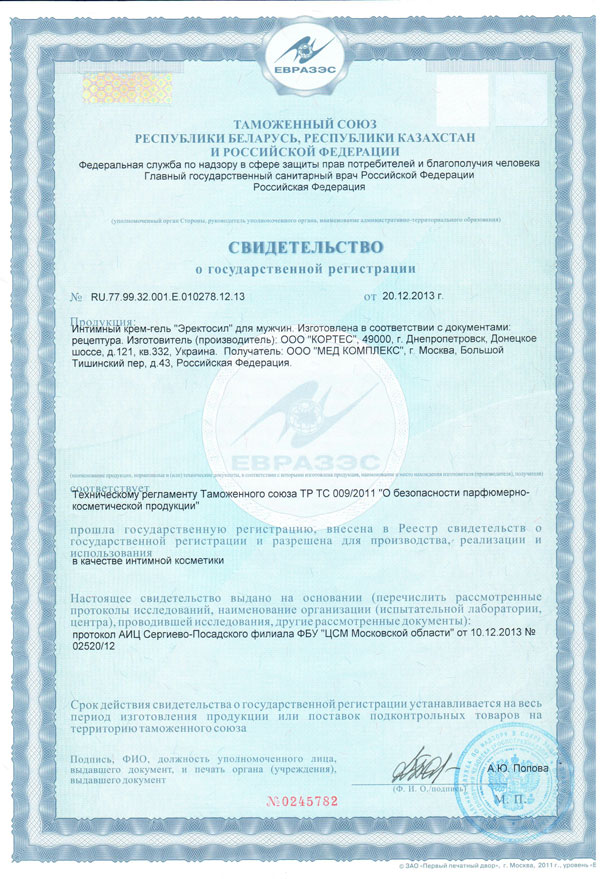 ЕВРАЗЭС
ТАМОЖЕННЫЙ СОЮЗ
РЕСПУБЛИКИ БЕЛАРУСЬ, РЕСПУБЛИКИ КАЗАХСТАН
И РОССИЙСКОЙ ФЕДЕРАЦИИ
Федеральная служба по надзору в сфере защиты прав потребителей и благополучия человека
Главный государственный санитарный врач Российской Федерации
Российская Федерация
(уполномоченный орган Стороны, руководитель уполномоченного органа, наименование административно-территориального образования)
СВИДЕТЕЛЬСТВО
о государственной регистрации
№ RU.77.99.32.001.Е.010278.12.13 от 20.12.2013 г.
Продукция:
Интимный крем-гель "Эректосил" для мужчин. Изготовлена в соответствии с документами:
рецептура. Изготовитель (производитель): ООО "КОРТЕС", 49000, г. Днепропетровск, Донецкое
шоссе, д.121, кв.332, Украина. Получатель: ООО "МЕД КОМПЛЕКС", г. Москва, Большой
Тишинский пер, д.43, Российская Федерация.
ЕВРАЗЭС
(наименование продукции, нормативные и (или) технические документы, в соответствии с которыми изготовлена продукция, наименование и место нахождения изготовителя (производителя), получателя)
соответствует
Техническому регламенту Таможенного союза ТР ТС 009/2011 "О безопасности парфюмерно-
косметической продукции"
прошла государственную регистрацию, внесена в Реестр свидетельств о
государственной регистрации и разрешена для производства, реализации и
использования
в качестве интимной косметики
Настоящее свидетельство выдано на основании (перечислить рассмотренные
протоколы исследований, наименование организации (испытательной лаборатории,
центра), проводившей исследования, другие рассмотренные документы):
протокол АИЦ Сергиево-Посадского филиала ФБУ "ЦСМ Московской области" от 10.12.2013 №
02520/12
Срок действия свидетельства о государственной регистрации устанавливается на весь
период изготовления продукции или поставок подконтрольных товаров на
территорию таможенного союза
Подпись, ФИО, должность уполномоченного лица,
выдавшего документ, и печать органа (учреждения),
выдавшего документ
А.Ю. Попова
(Ф. И. О./подпись)
М. П.
№0245782
© ЗАО «Первый печатный двор», г. Москва, 2011 г., уровень «В